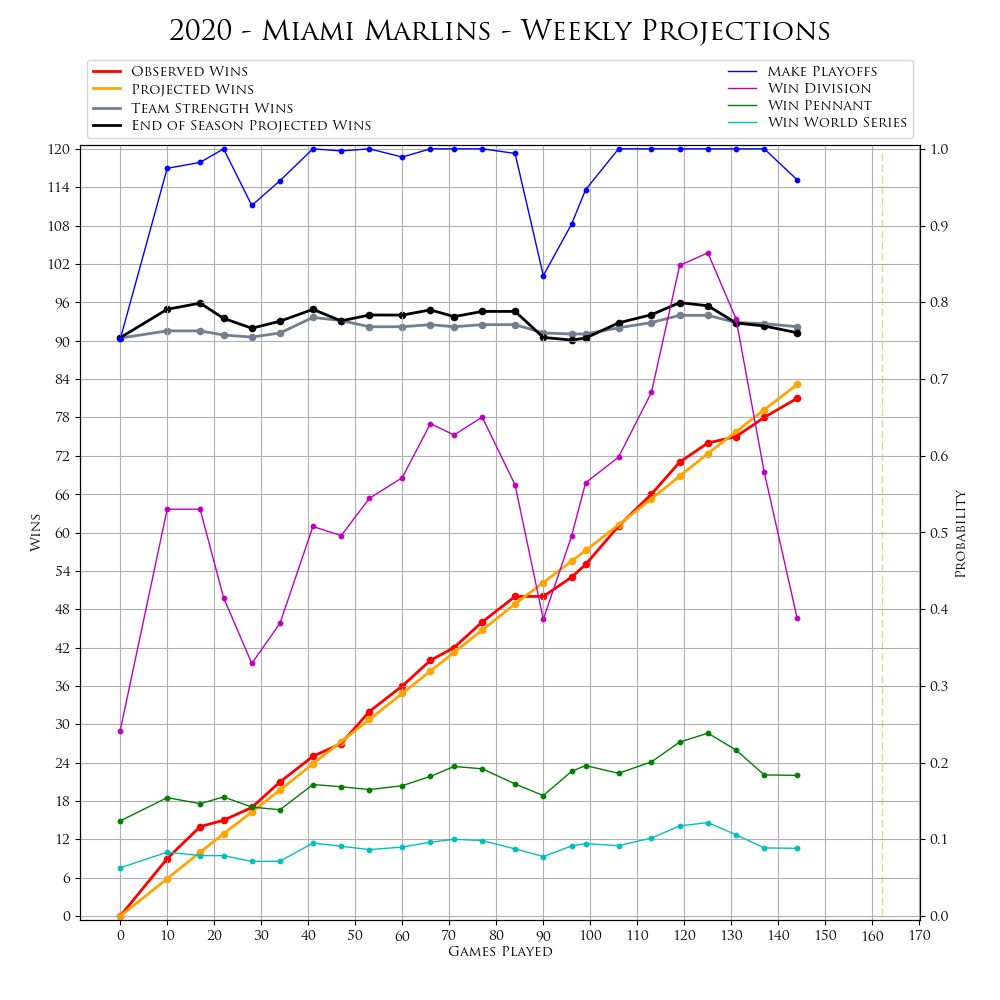 2020 - Miami Marlins - Weekly Projections
Observed Wins
Projected Wins
Team Strength Wins
End of Season Projected Wins
Make Playoffs
Win Division
Win Pennant
Win World Series
120
114
108
102
96
90
84
78
72
66
60
54
48
42
36
30
24
18
12
6
0
Wins
1.0
0.9
0.8
0.7
0.6
0.5
0.4
0.3
0.2
0.1
0.0
Probability
0 10 20 30 40 50 60 70 80 90 100 110 120 130 140 150 160 170
Games Played